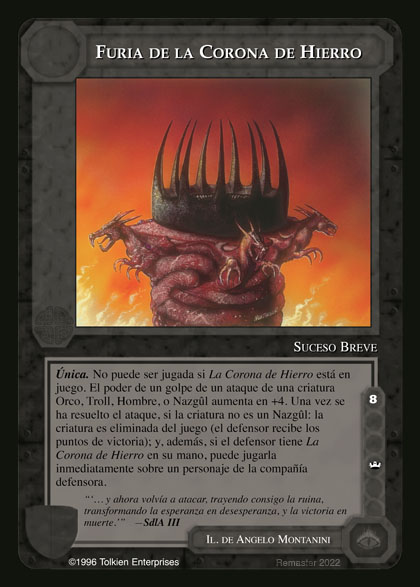 FURIA DE LA CORONA DE HIERRO
SUCESO BREVE
Única. No puede ser jugada si La Corona de Hierro está en
juego. El poder de un golpe de un ataque de una criatura
Orco, Troll, Hombre, o Nazgûl aumenta en +4. Una vez se
ha resuelto el ataque, si la criatura no es un Nazgûl: la
criatura es eliminada del juego (el defensor recibe los
puntos de victoria); y, además, si el defensor tiene La
Corona de Hierro en su mano, puede jugarla
inmediatamente sobre un personaje de la compañía
defensora.
8
“‘… y ahora volvía a atacar, trayendo consigo la ruina,
transformando la esperanza en desesperanza, y la victoria en
muerte.’” —SdlA III
IL. DE ANGELO MONTANINI
©1996 Tolkien Enterprises
Remaster 2022